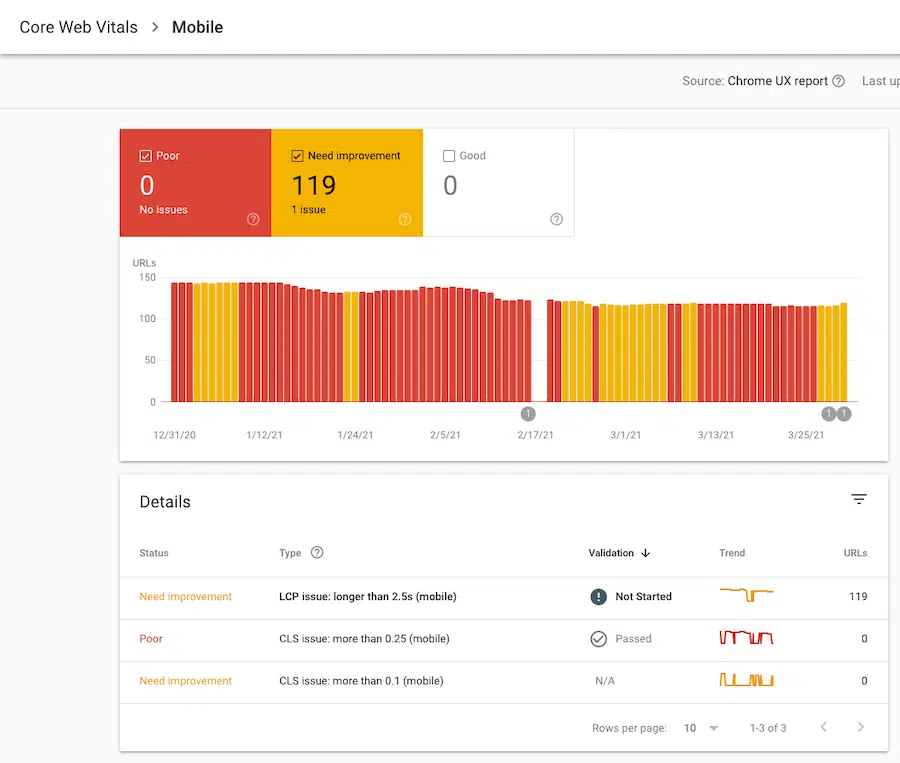 Core Web Vitals > Mobile
Source: Chrome UX report ? Last up
Poor Need improvement Good
0 119 0
No issues ? 1 issue ? ?
URLs
150
100
50
0
1 1 1
12/31/20 1/12/21 1/24/21 2/5/21 2/17/21 3/1/21 3/13/21 3/25/21
Details
Status Type ? Validation ↓ Trend URLs
Need improvement LCP issue: longer than 2.5s (mobile) ! Not Started 119
Poor CLS issue: more than 0.25 (mobile) Passed 0
Need improvement CLS issue: more than 0.1 (mobile) N/A 0
Rows per page: 10 1-3 of 3 < >